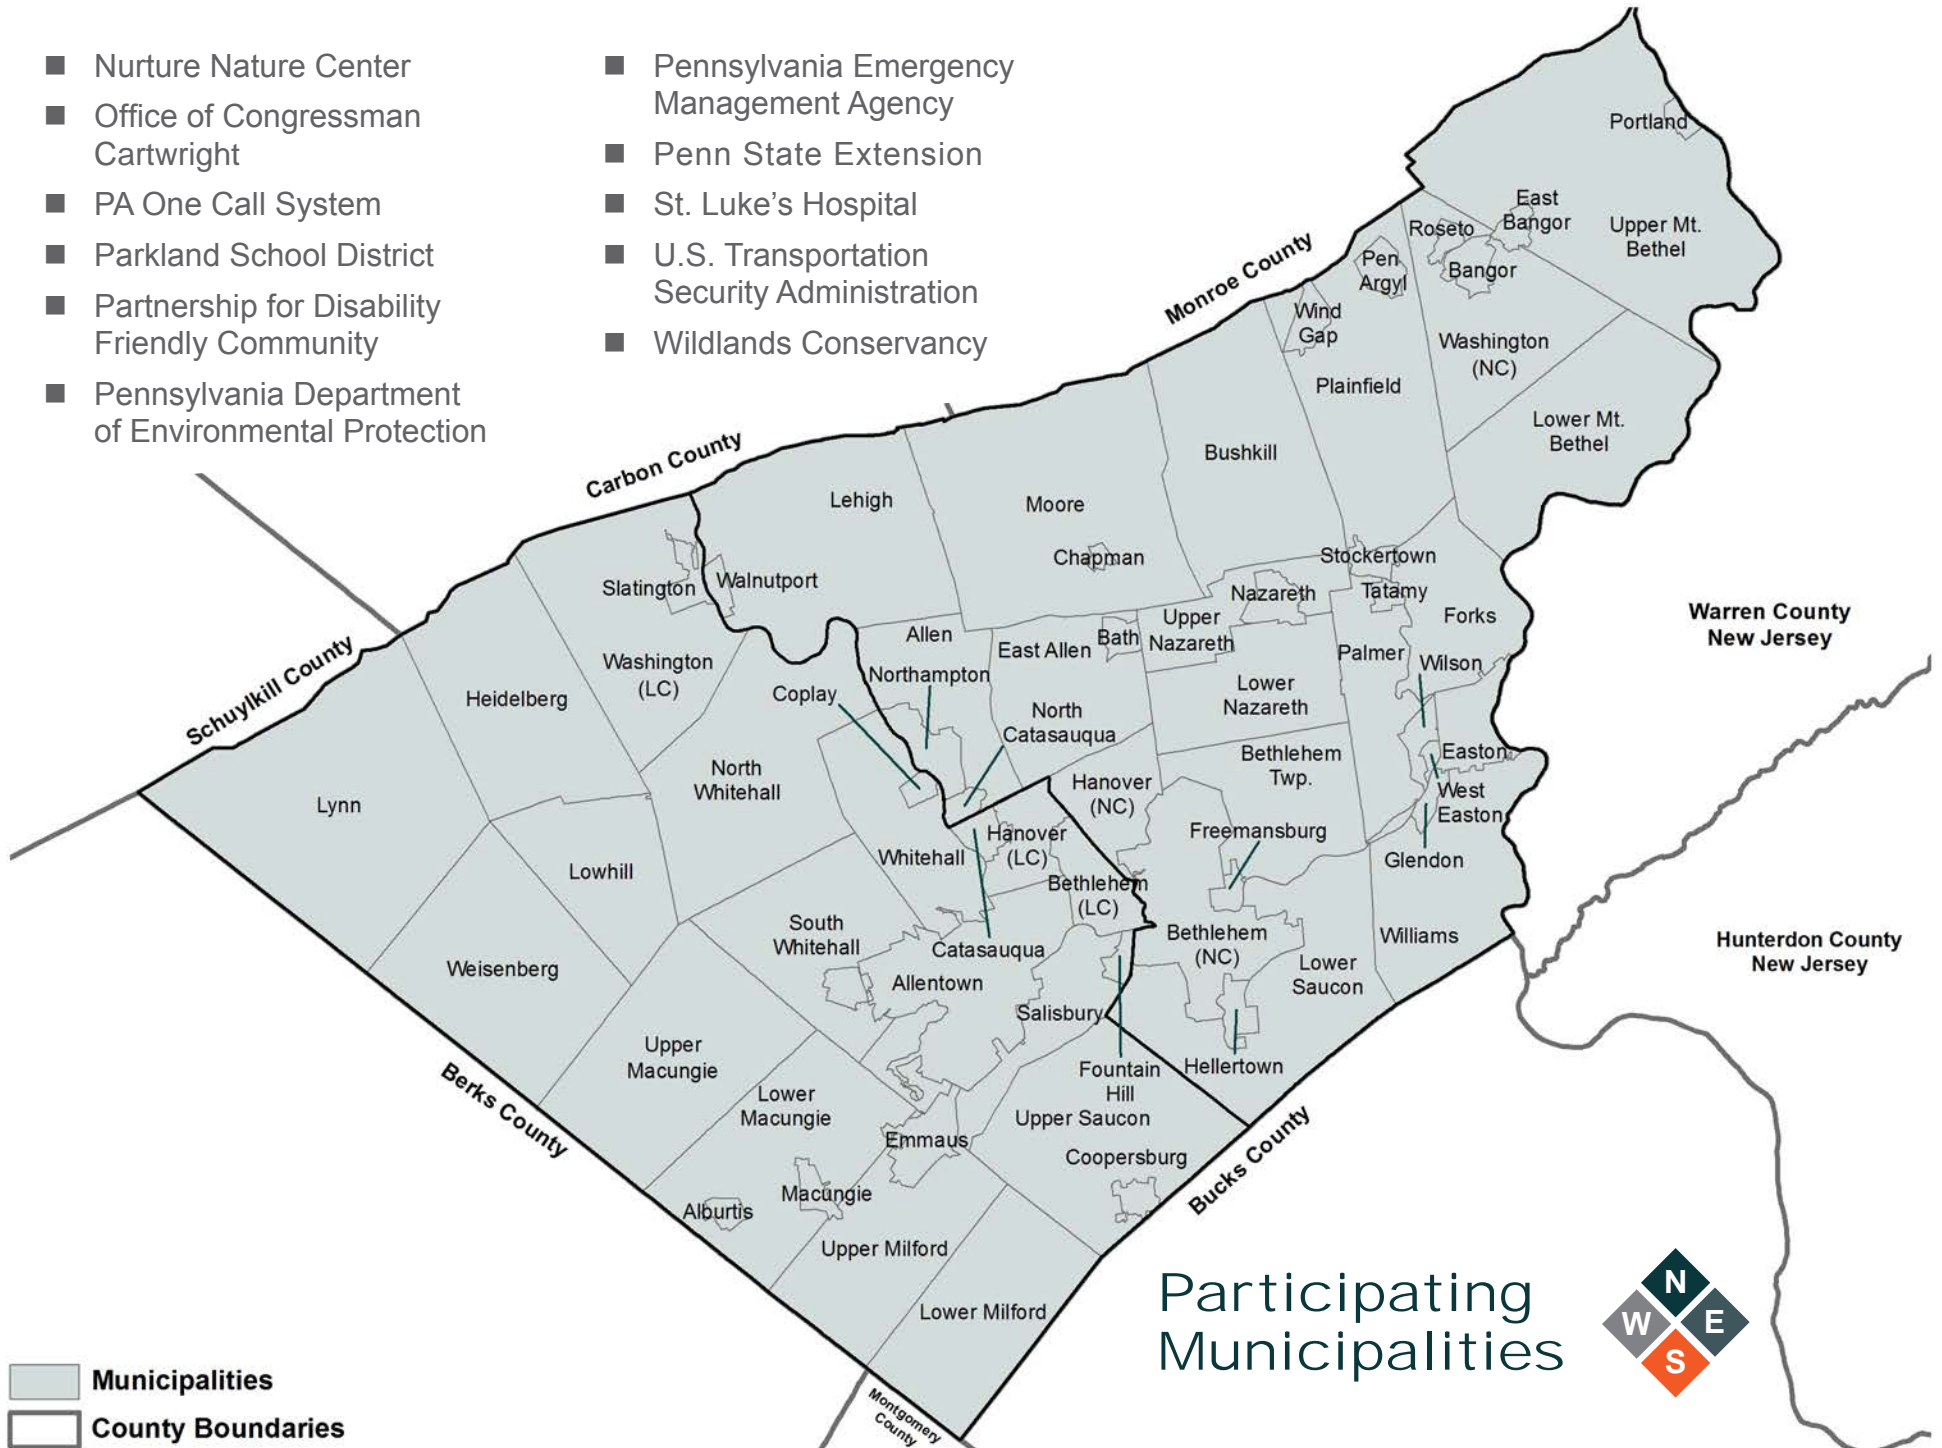 ■ Nurture Nature Center
■ Office of Congressman
Cartwright
■ PA One Call System
■ Parkland School District
■ Partnership for Disability
Friendly Community
■ Pennsylvania Department
of Environmental Protection
■ Pennsylvania Emergency
Management Agency
■ Penn State Extension
■ St. Luke’s Hospital
■ U.S. Transportation
Security Administration
■ Wildlands Conservancy
Portland
East
Bangor
Roseto
Upper Mt.
Bethel
Pen
Argyl
Bangor
Monroe County
Wind
Gap
Washington
(NC)
Plainfield
Lower Mt.
Bethel
Bushkill
Carbon County
Lehigh
Moore
Chapman
Stockertown
Slatington
Walnutport
Nazareth
Tatamy
Forks
Warren County
New Jersey
Upper
Nazareth
Allen
East Allen
Bath
Palmer
Wilson
Schuylkill County
Washington
(LC)
Northampton
Coplay
Heidelberg
Lower
Nazareth
North
Catasauqua
Easton
Bethlehem
Twp.
North
Whitehall
Hanover
(NC)
West
Easton
Lynn
Freemansburg
Hanover
(LC)
Whitehall
Glendon
Lowhill
Bethlehem
(LC)
South
Whitehall
Bethlehem
(NC)
Williams
Hunterdon County
New Jersey
Catasauqua
Weisenberg
Allentown
Lower
Saucon
Salisbury
Upper
Macungie
Fountain
Hill
Hellertown
Berks County
Lower
Macungie
Upper Saucon
Emmaus
Coopersburg
Bucks County
Macungie
Alburtis
Upper Milford
Lower Milford
Montgomery
County
Participating
Municipalities
N
W
E
S
Municipalities
County Boundaries